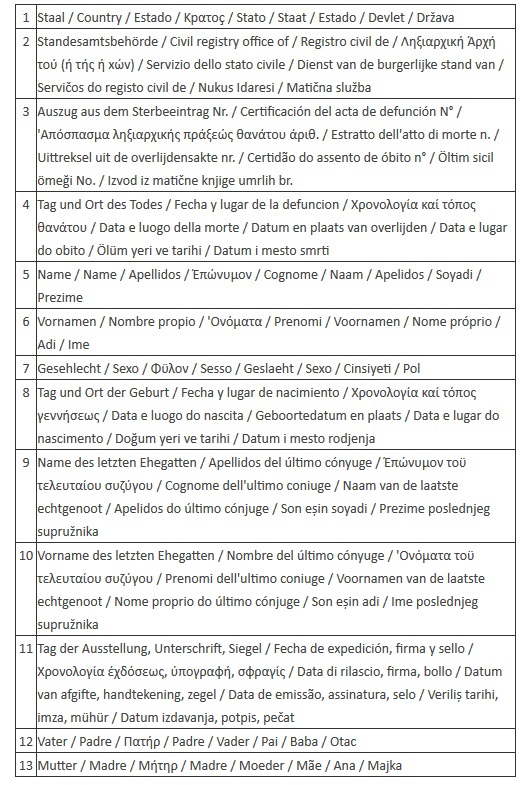 1 Staal / Country / Estado / Κρατος / Stato / Staat / Estado / Devlet / Država
2 Standesamtsbehörde / Civil registry office of / Registro civil de / Ληξιαρχική Άρχή
τού (ή τής ή χών) / Servizio dello stato civile / Dienst van de burgerlijke stand van /
Serviĉos do registo civil de / Nukus Idaresi / Matična služba
3 Auszug aus dem Sterbeeintrag Nr. / Certificación del acta de defunción N° /
'Απόσπασμα ληξιαρχικής πράξεώς θανάτου άριθ. / Estratto dell'atto di morte n. /
Uittreksel uit de overlijdensakte nr. / Certidão do assento de óbito n° / Öltim sicil
ömeği No. / Izvod iz matične knjige umrlih br.
4 Tag und Ort des Todes / Fecha y lugar de la defuncion / Χρονολογία καί τόπος
θανάτου / Data e luogo della morte / Datum en plaats van overlijden / Data e lugar
do obito / Ölüm yeri ve tarihi / Datum i mesto smrti
5 Name / Name / Apellidos / Έπώνυμον / Cognome / Naam / Apelidos / Soyadi /
Prezime
6 Vornamen / Nombre propio / 'Ονόματα / Prenomi / Voornamen / Nome próprio /
Adi / Ime
7 Gesehlecht / Sexo / Φϋλον / Sesso / Geslaeht / Sexo / Cinsiyeti / Pol
8 Tag und Ort der Geburt / Fecha y lugar de nacimiento / Χρονολογία καί τόπος
γεννήσεως / Data e luogo do nascita / Geboortedatum en plaats / Data e lugar do
nascimento / Doğum yeri ve tarihi / Datum i mesto rodjenja
9 Name des letzten Ehegatten / Apellidos del último cónyuge / Έπώνυμον τοϋ
τελευταίου συζύγου / Cognome dell'ultimo coniuge / Naam van de laatste
echtgenoot / Apelidos do último cónjuge / Son eșin soyadi / Prezime poslednjeg
supružnika
10 Vorname des letzten Ehegatten / Nombre del último cónyuge / 'Ονόματα τοϋ
τελευταίου συζύγου / Prenomi dell'ultimo coniuge / Voornamen van de laatste
echtgenoot / Nome proprio do último cónjuge / Son eșin adi / Ime poslednjeg
supružnika
11 Tag der Ausstellung, Unterschrift, Siegel / Fecha de expedición, firma y sello /
Χρονολογία έχδόσεως, ύπογραφή, σφραγίς / Data di rilascio, firma, bollo / Datum
van afgifte, handtekening, zegel / Data de emissão, assinatura, selo / Veriliș tarihi,
imza, mühür / Datum izdavanja, potpis, pečat
12 Vater / Padre / Πατήρ / Padre / Vader / Pai / Baba / Otac
13 Mutter / Madre / Μήτηρ / Madre / Moeder / Mãe / Ana / Majka